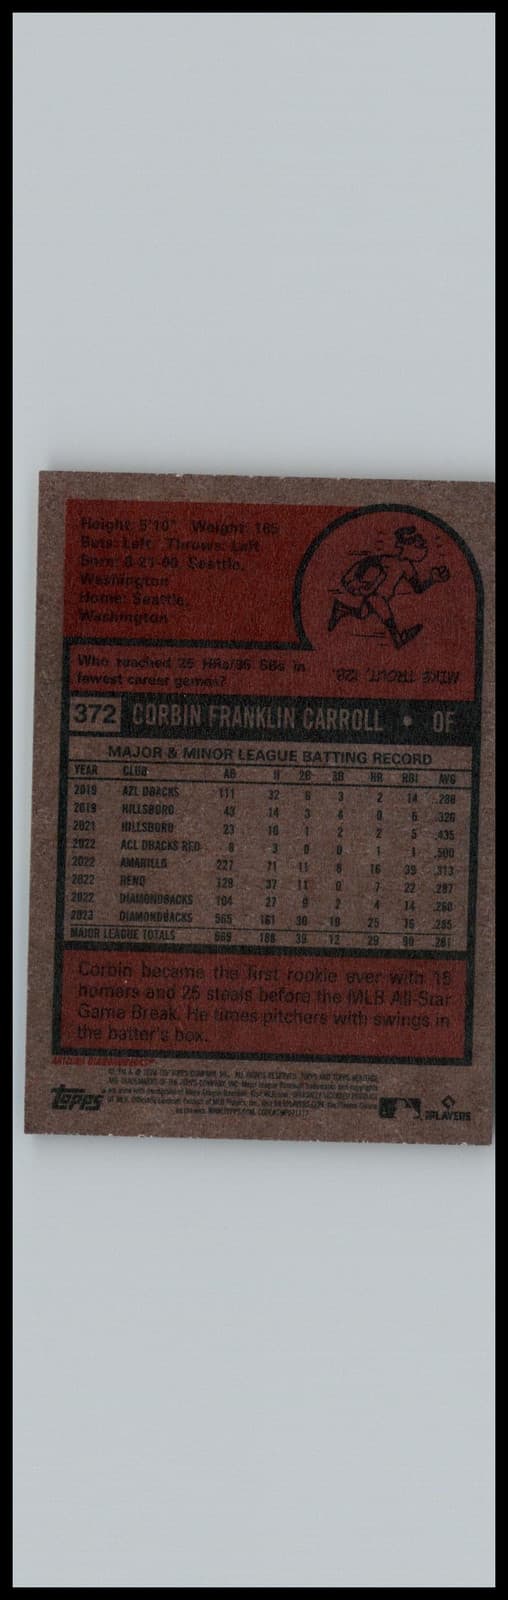 Height: 5'10" Weight: 165
Bats: Left Throws: Left
Seattle,
Washington
Home: Seattle,
Washington
Who reached 25 HRs/ SBs in
fewest career games?
MIKE TROUT, 128.
372 CORBIN FRANKLIN CARROLL • OF
MAJOR & MINOR LEAGUE BATTING RECORD
YEAR CLUB AB H 2B 3B HR RBI AVG
2019 AZL DBACKS 111 32 6 3 2 14 .288
2019 HILLSBORO 43 14 3 4 0 6 .326
2021 HILLSBORO 23 10 1 2 2 5 .435
2022 ACL DBACKS RED 6 3 0 0 1 1 .500
2022 AMARILLO 227 71 11 8 16 39 .313
2022 RENO 129 37 11 0 7 22 .287
2022 DIAMONDBACKS 104 27 9 2 4 14 .260
2023 DIAMONDBACKS 565 161 30 10 25 76 .285
MAJOR LEAGUE TOTALS 669 188 39 12 29 90 .281
Corbin became the first rookie ever with 15
homers and 25 steals before the MLB All-Star
Game Break. He times pitchers with swings in
the batter's box.
Topps
PLAYERS